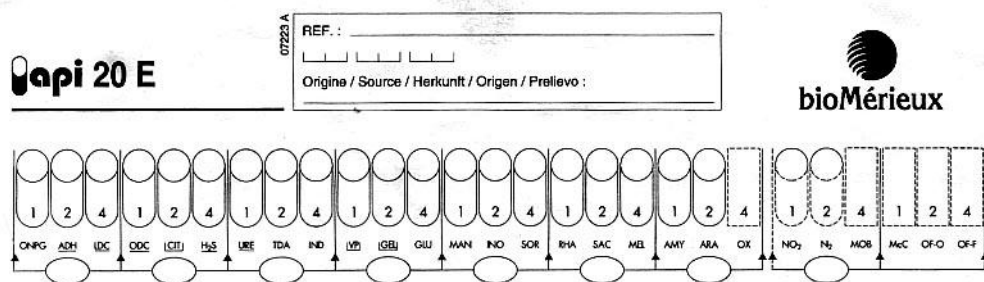 07223 A
REF. :
api 20 E
Origine / Source / Herkunft / Origen / Prelievo :
bioMérieux
1 2 4 1 2 4 1 2 4 1 2 4 1 2 4 1 2 4 1 2 4 1 2 4 1 2 4
ONPG ADH LDC ODC |CIT| H₂S URE TDA IND |VP| |GEL| GLU MAN INO SOR RHA SAC MEL AMY ARA OX NO₂ N₂ MOB McC OF-O OF-F